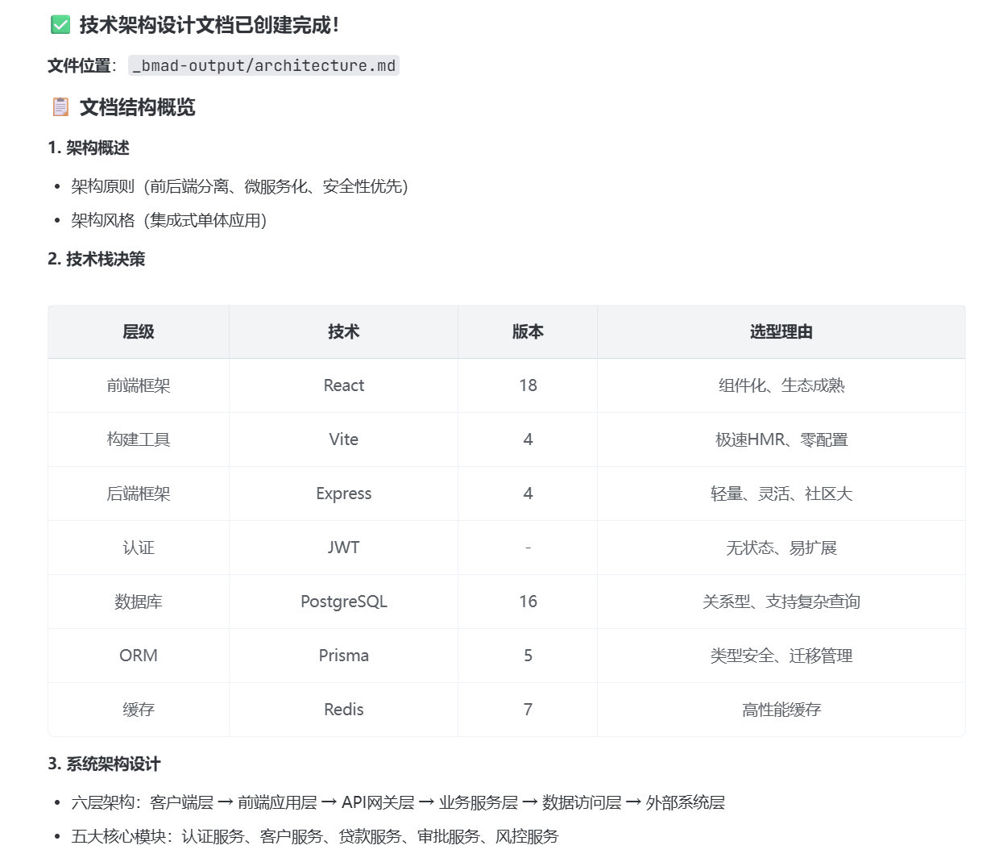 ✅ 技术架构设计文档已创建完成！
文件位置： _bmad-output/architecture.md
📋 文档结构概览
1. 架构概述
• 架构原则（前后端分离、微服务化、安全性优先）
• 架构风格（集成式单体应用）
2. 技术栈决策
层级 技术 版本 选型理由
前端框架 React 18 组件化、生态成熟
构建工具 Vite 4 极速HMR、零配置
后端框架 Express 4 轻量、灵活、社区大
认证 JWT - 无状态、易扩展
数据库 PostgreSQL 16 关系型、支持复杂查询
ORM Prisma 5 类型安全、迁移管理
缓存 Redis 7 高性能缓存
3. 系统架构设计
• 六层架构：客户端层 → 前端应用层 → API网关层 → 业务服务层 → 数据访问层 → 外部系统层
• 五大核心模块：认证服务、客户服务、贷款服务、审批服务、风控服务